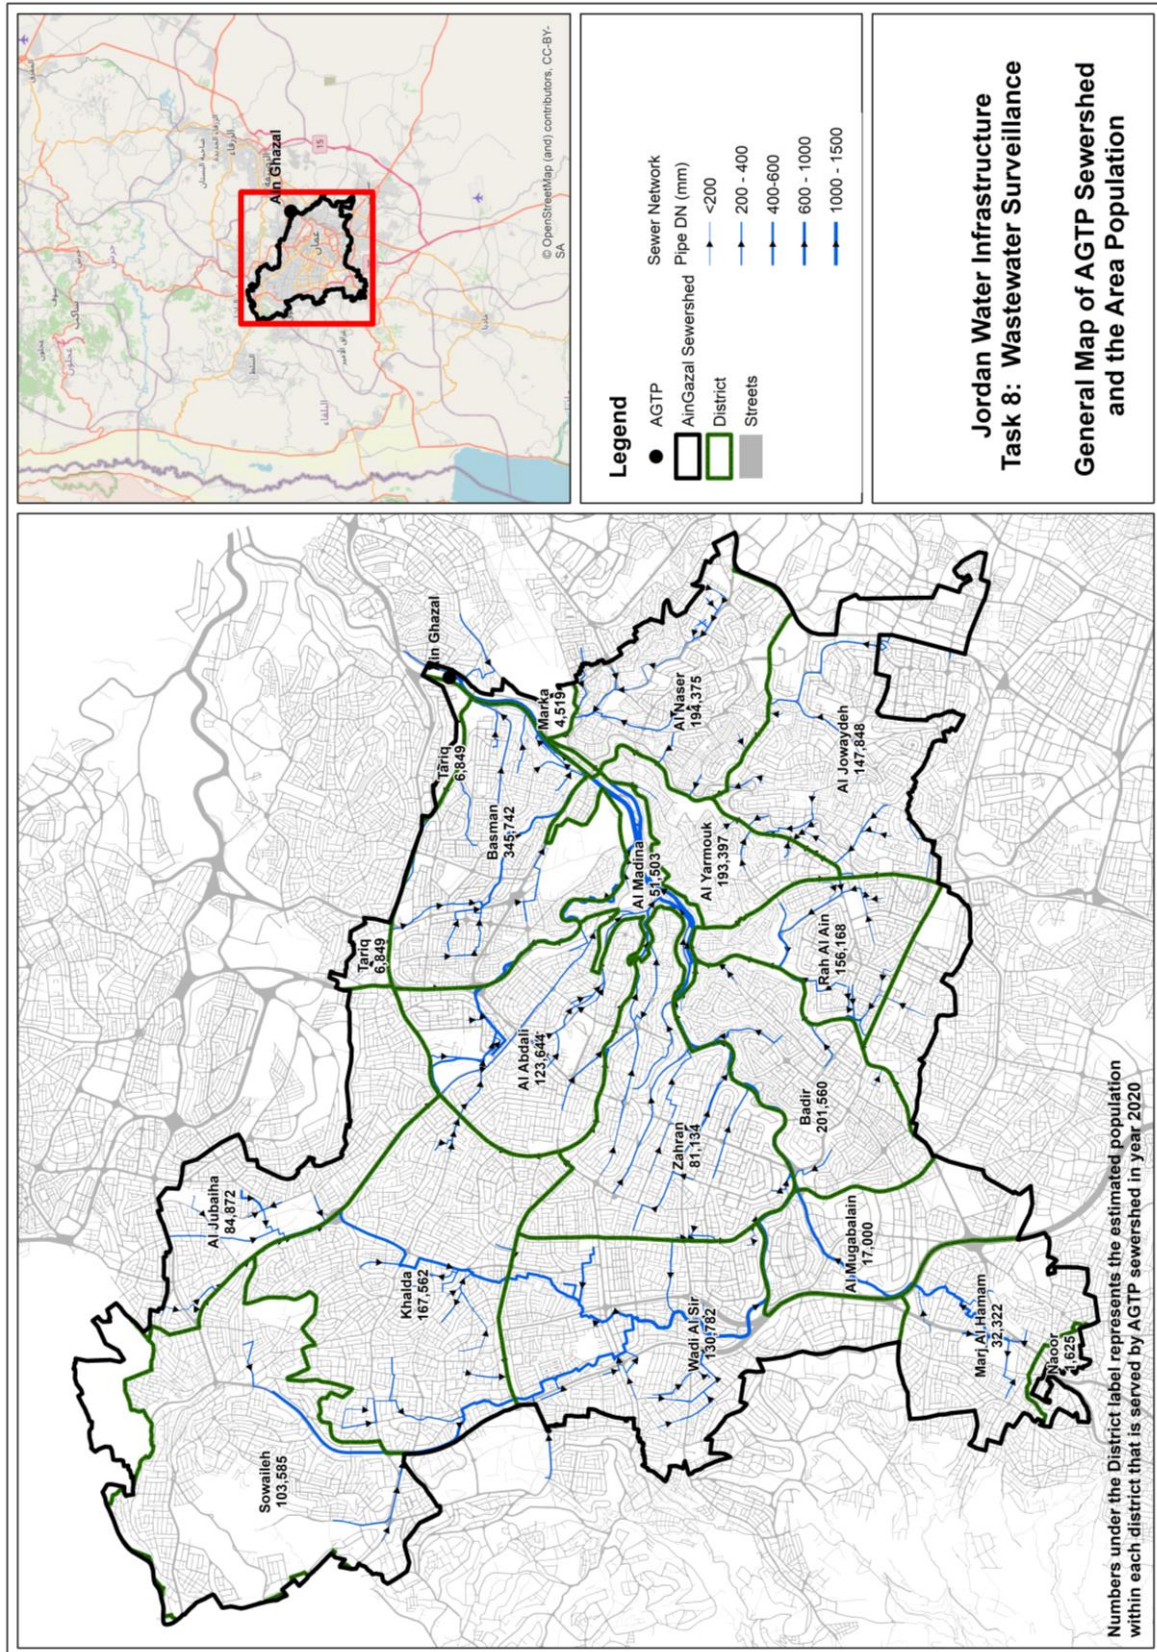 Tariq
6,849
Tariq
6,849
Al Jubaiha
84,872
Basman
345,742
Marka
4,519
Sowaileh
103,585
Khalda
167,562
Al Abdali
123,644
Al Madina
51,503
Al Naser
194,375
Zahran
81,134
Al Yarmouk
193,397
Wadi Al Sir
130,782
Badir
201,560
Rah Al Ain
156,168
Al Jowaydeh
147,848
Al Mugabalain
17,000
Marj Al Hamam
32,322
Naoor
1,625
Numbers under the District label represents the estimated population
within each district that is served by AGTP sewershed in year 2020
Ain Ghazal
عمان
السلط
مادبا
جرش
عجلون
البلقاء
15
© OpenStreetMap (and) contributors, CC-BY-
SA
Legend
AGTP
AinGazal Sewershed
District
Streets
Sewer Network
Pipe DN (mm)
<200
200 - 400
400-600
600 - 1000
1000 - 1500
Jordan Water Infrastructure
Task 8: Wastewater Surveillance
General Map of AGTP Sewershed
and the Area Population